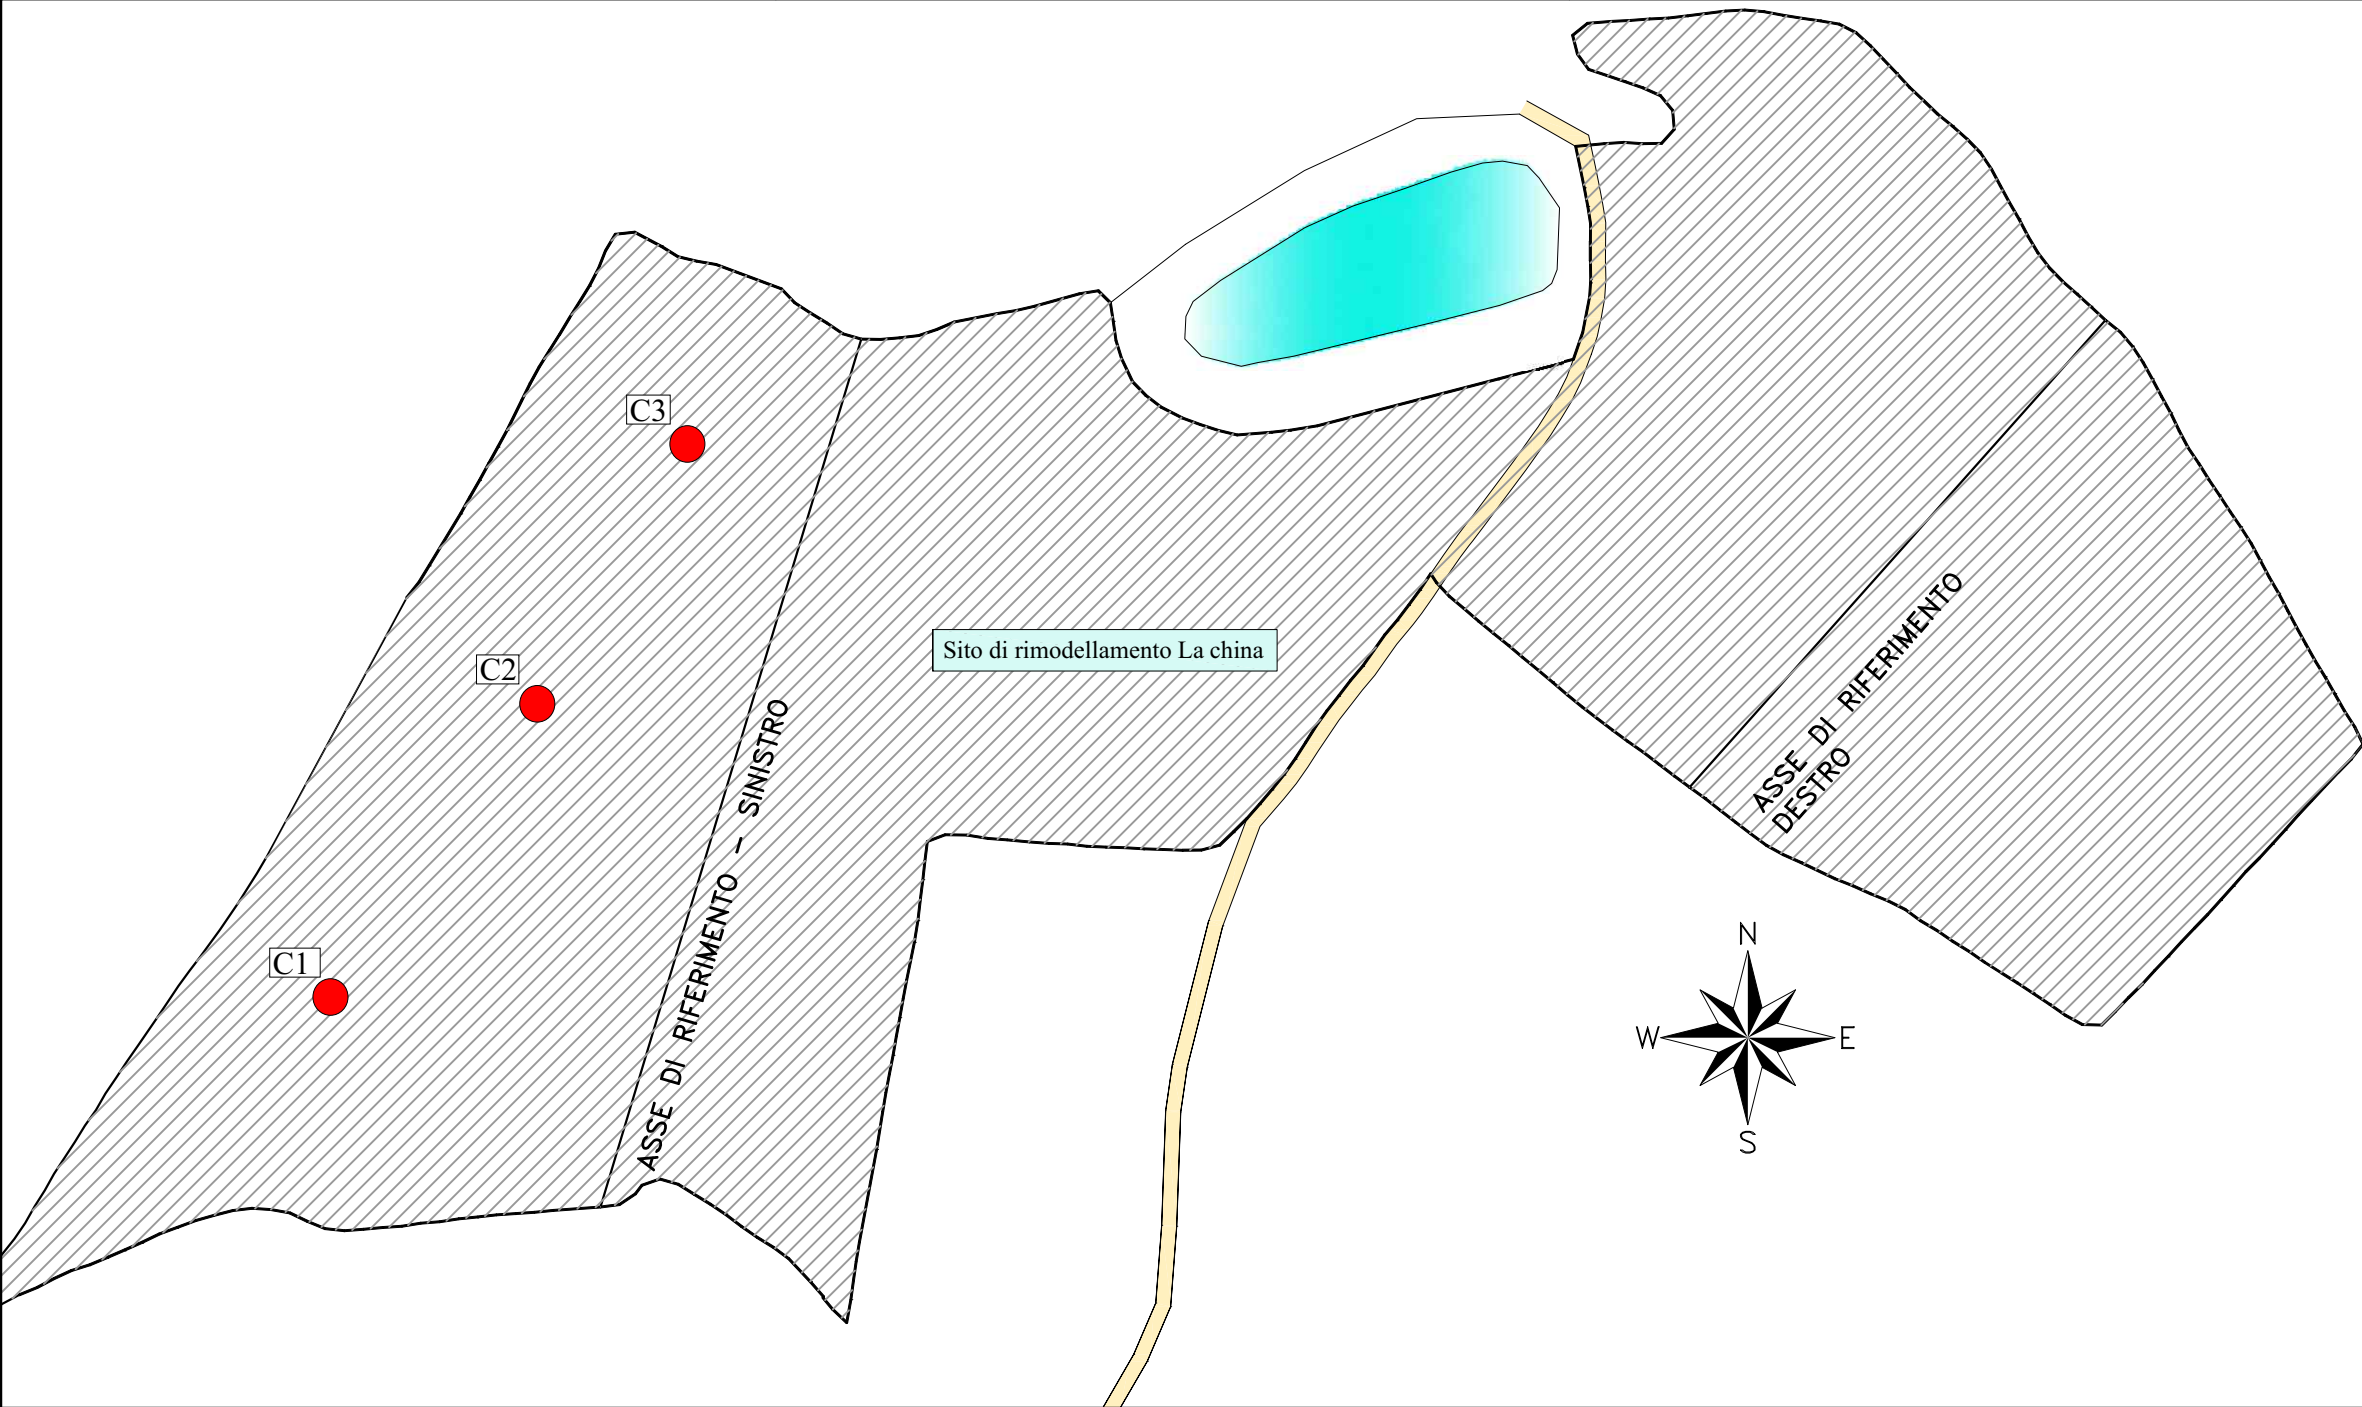 C3
C2
Sito di rimodellamento La china
ASSE DI RIFERIMENTO - SINISTRO
ASSE DI RIFERIMENTO
DESTRO
C1
N
W
E
S